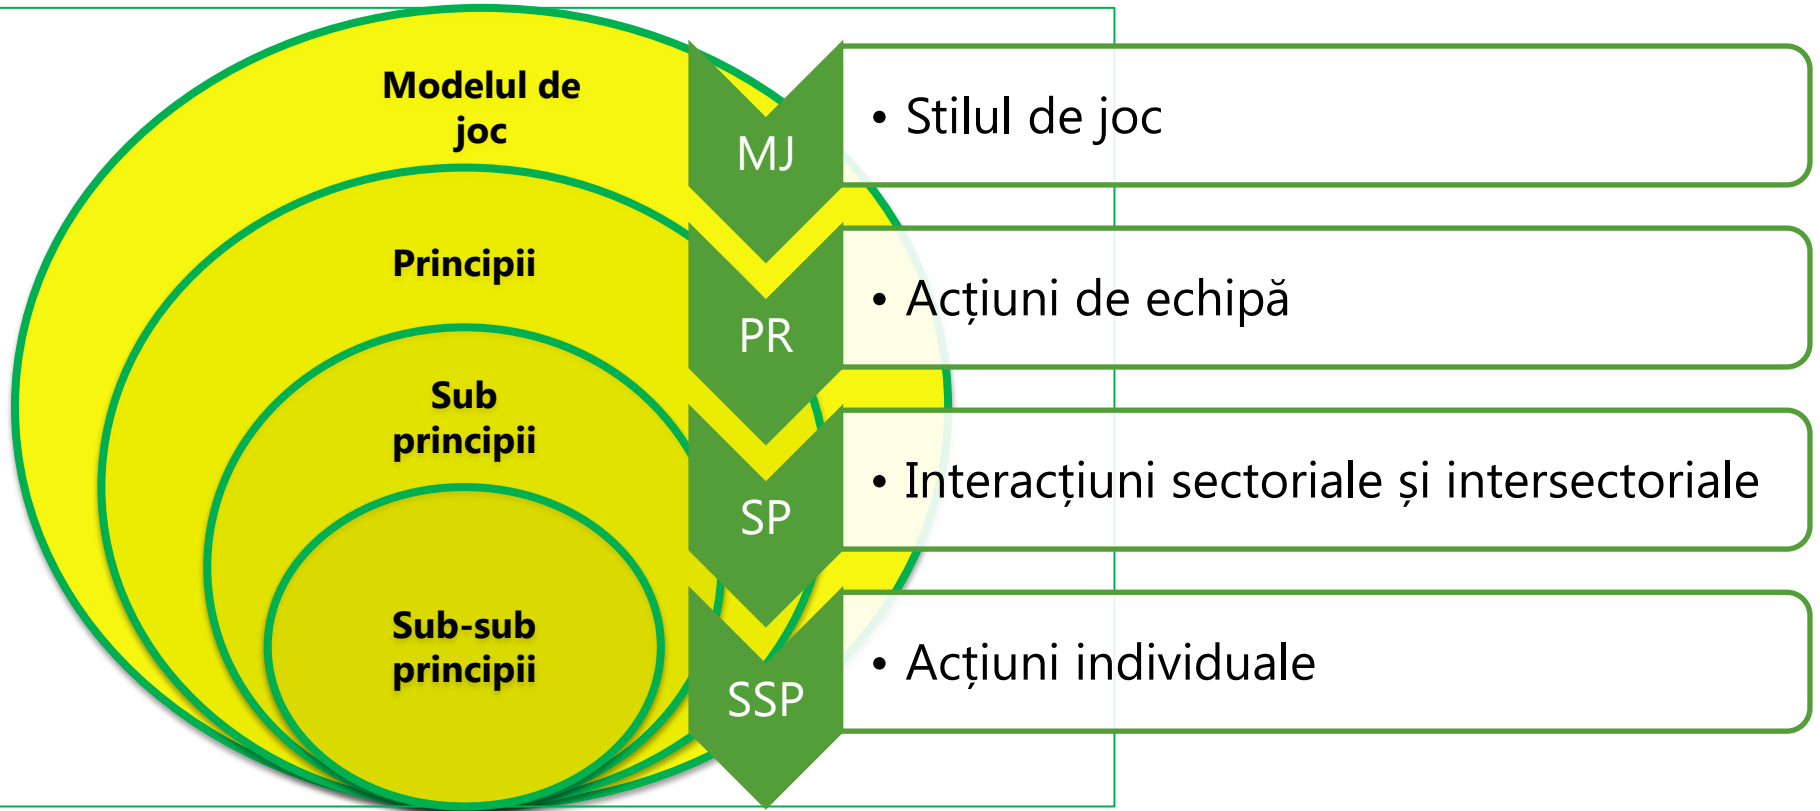 Modelul de
joc
Principii
Sub
principii
Sub-sub
principii
MJ
• Stilul de joc
PR
• Acțiuni de echipă
SP
• Interacțiuni sectoriale și intersectoriale
SSP
• Acțiuni individuale